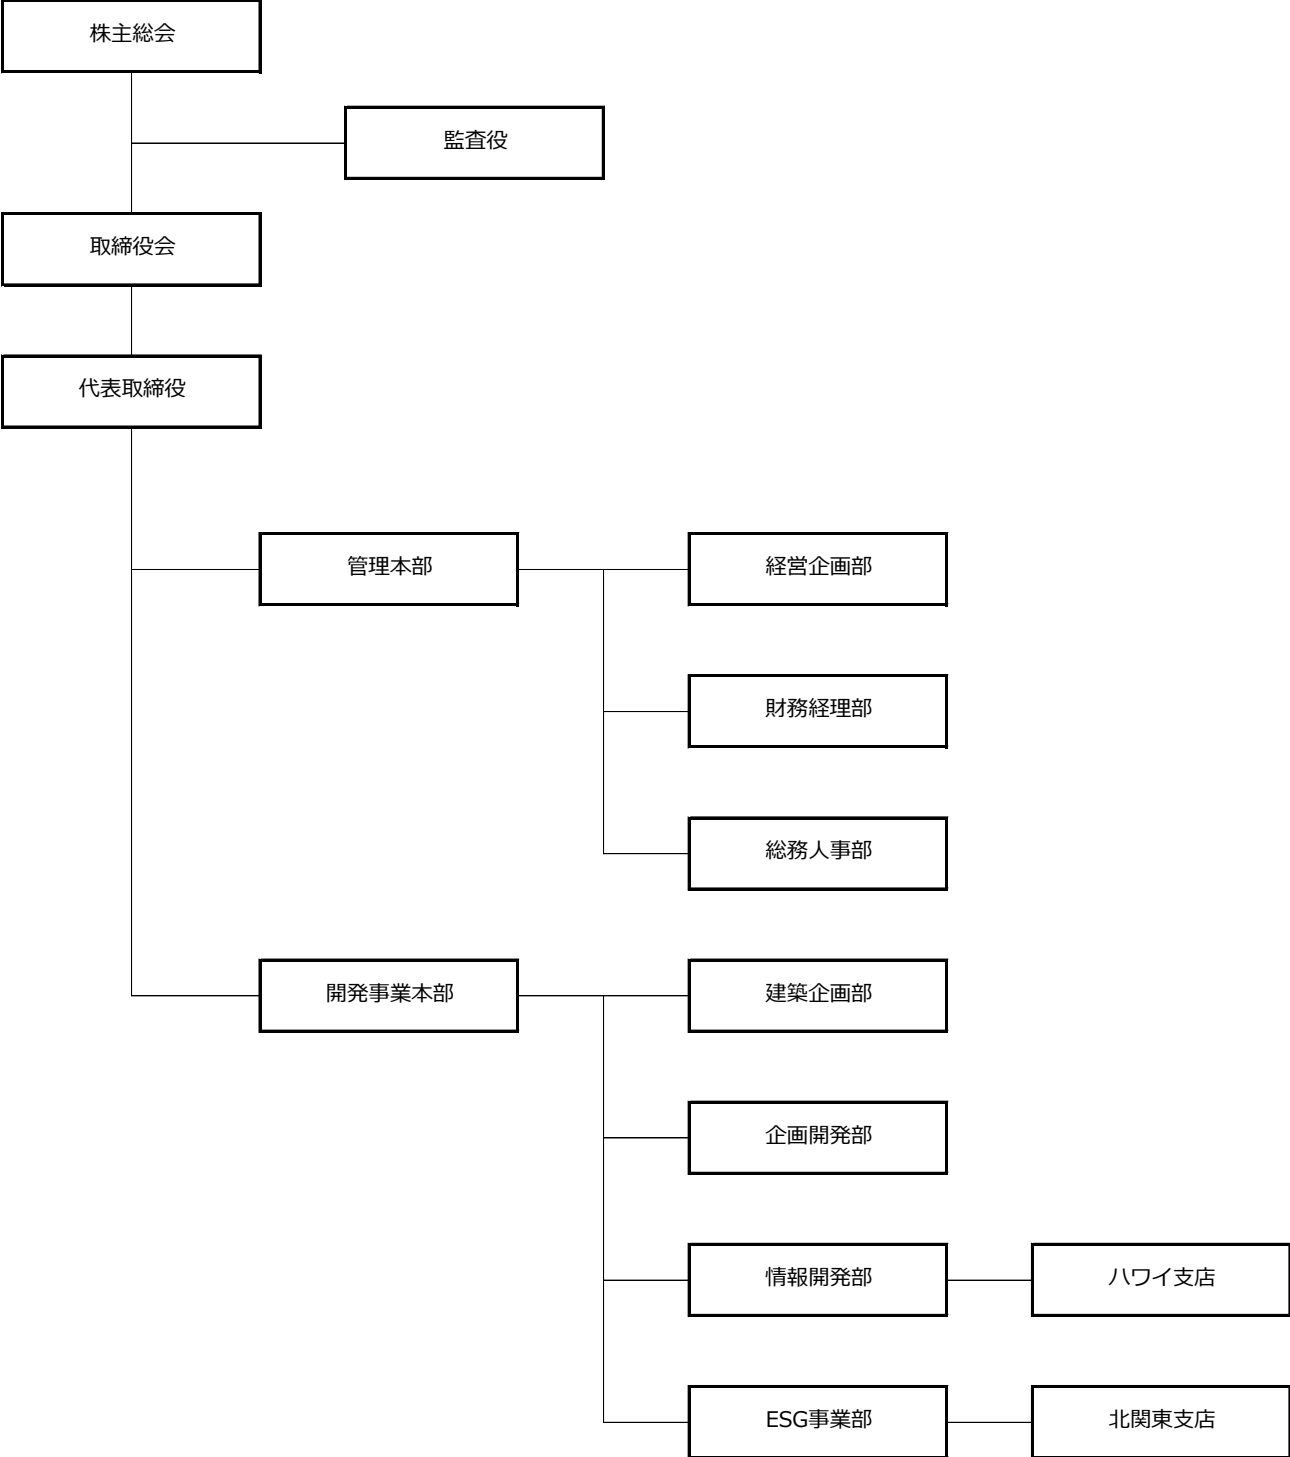 株主総会
監査役
取締役会
代表取締役
管理本部
経営企画部
財務経理部
総務人事部
開発事業本部
建築企画部
企画開発部
情報開発部
ハワイ支店
ESG事業部
北関東支店